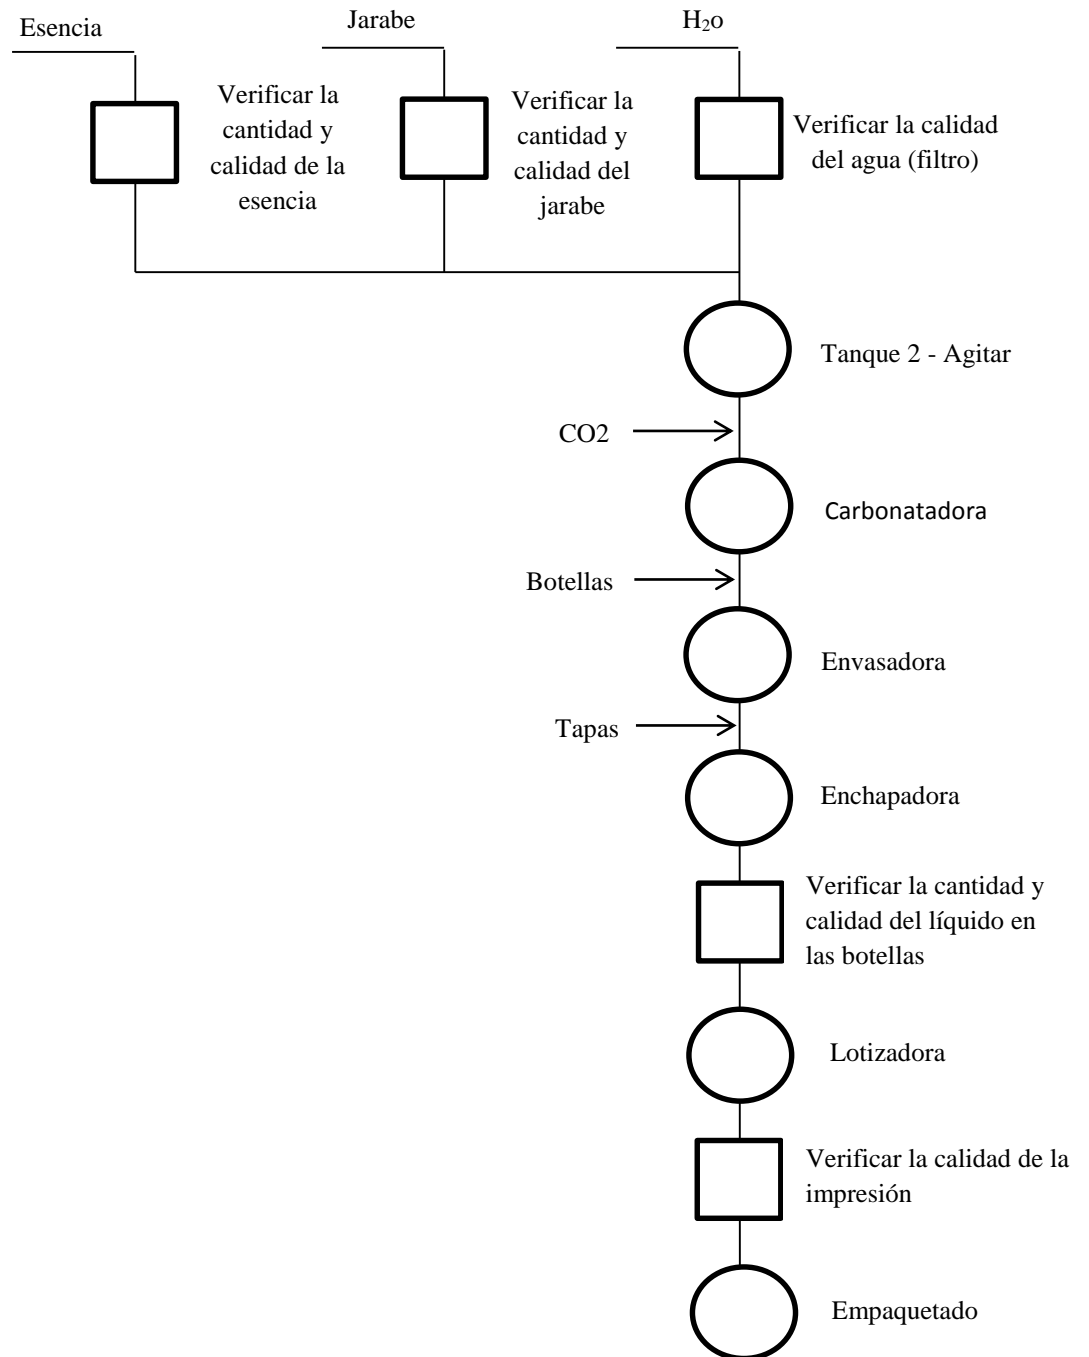 Esencia
Jarabe
H₂o
Verificar la
cantidad y
calidad de la
esencia
Verificar la
cantidad y
calidad del
jarabe
Verificar la calidad
del agua (filtro)
Tanque 2 - Agitar
CO2
Carbonatadora
Botellas
Envasadora
Tapas
Enchapadora
Verificar la cantidad y
calidad del líquido en
las botellas
Lotizadora
Verificar la calidad de la
impresión
Empaquetado